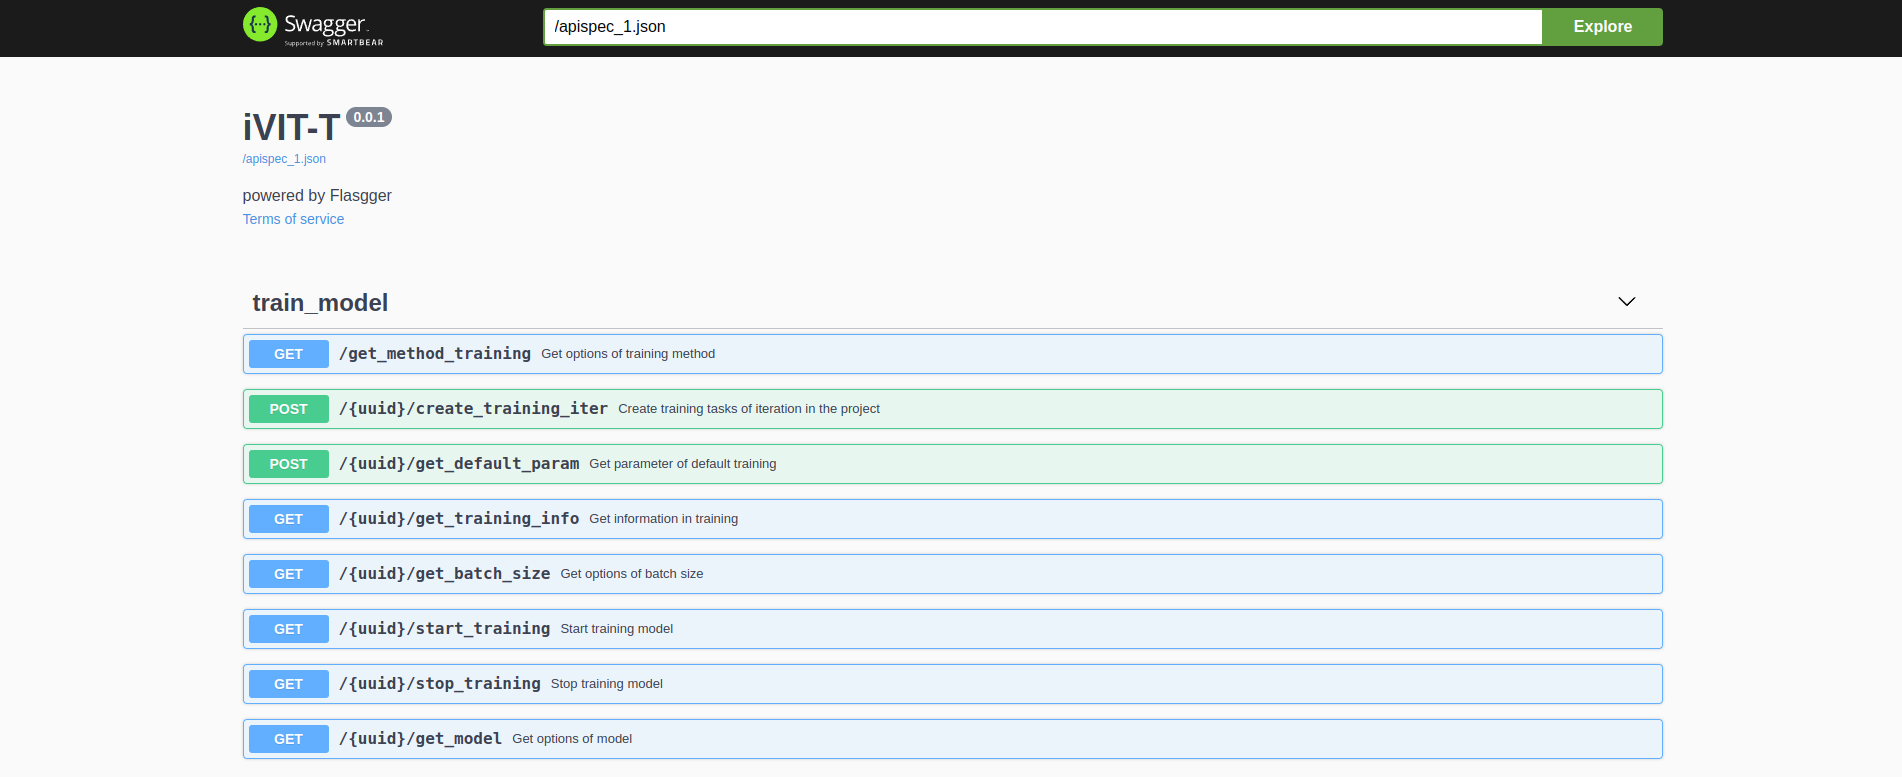 {···} Swagger
Supported by SMARTBEAR
/apispec_1.json
Explore
iVIT-T 0.0.1
/apispec_1.json
powered by Flasgger
Terms of service
train_model
GET /get_method_training Get options of training method
POST /{uuid}/create_training_iter Create training tasks of iteration in the project
POST /{uuid}/get_default_param Get parameter of default training
GET /{uuid}/get_training_info Get information in training
GET /{uuid}/get_batch_size Get options of batch size
GET /{uuid}/start_training Start training model
GET /{uuid}/stop_training Stop training model
GET /{uuid}/get_model Get options of model